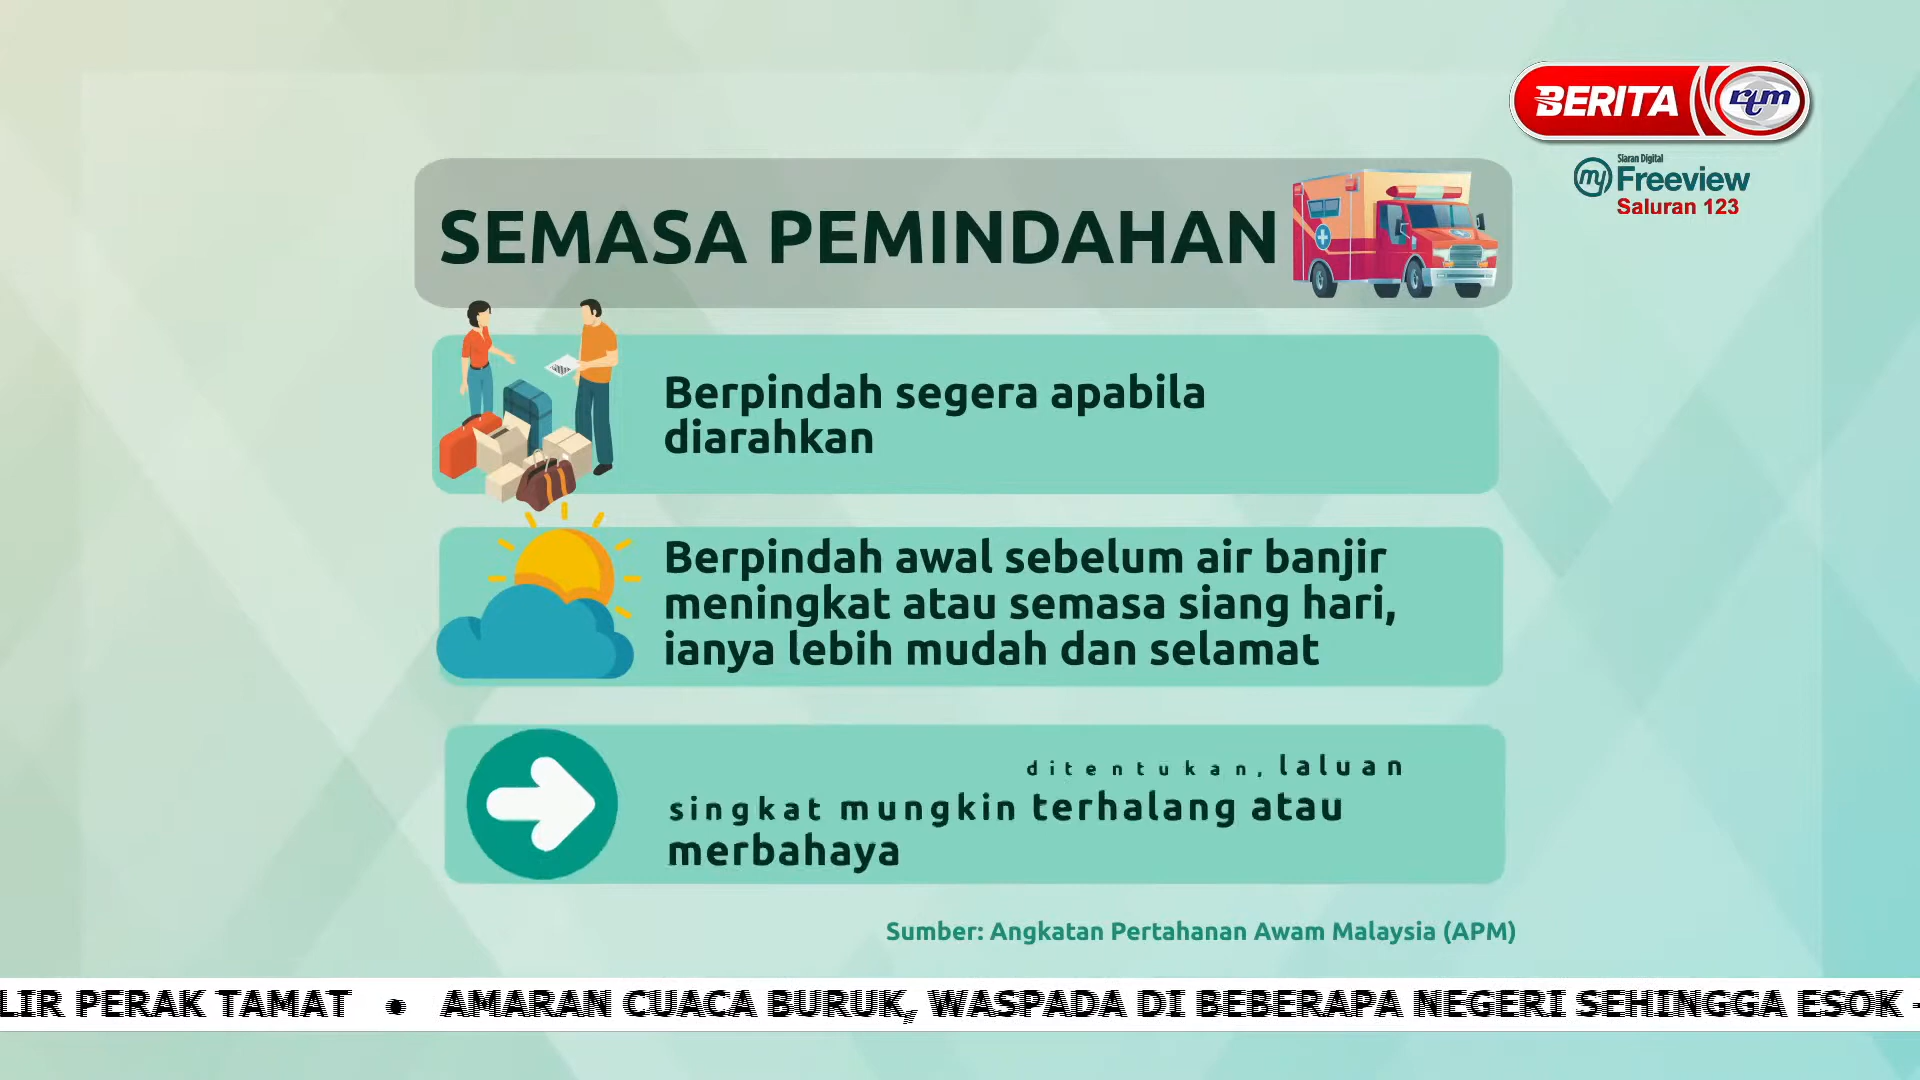 BERITA rtm
Siaran Digital
my Freeview
Saluran 123
SEMASA PEMINDAHAN
Berpindah segera apabila
diarahkan
Berpindah awal sebelum air banjir
meningkat atau semasa siang hari,
ianya lebih mudah dan selamat
ditentukan, laluan
singkat mungkin terhalang atau
merbahaya
Sumber: Angkatan Pertahanan Awam Malaysia (APM)
LIR PERAK TAMAT • AMARAN CUACA BURUK, WASPADA DI BEBERAPA NEGERI SEHINGGA ESOK -